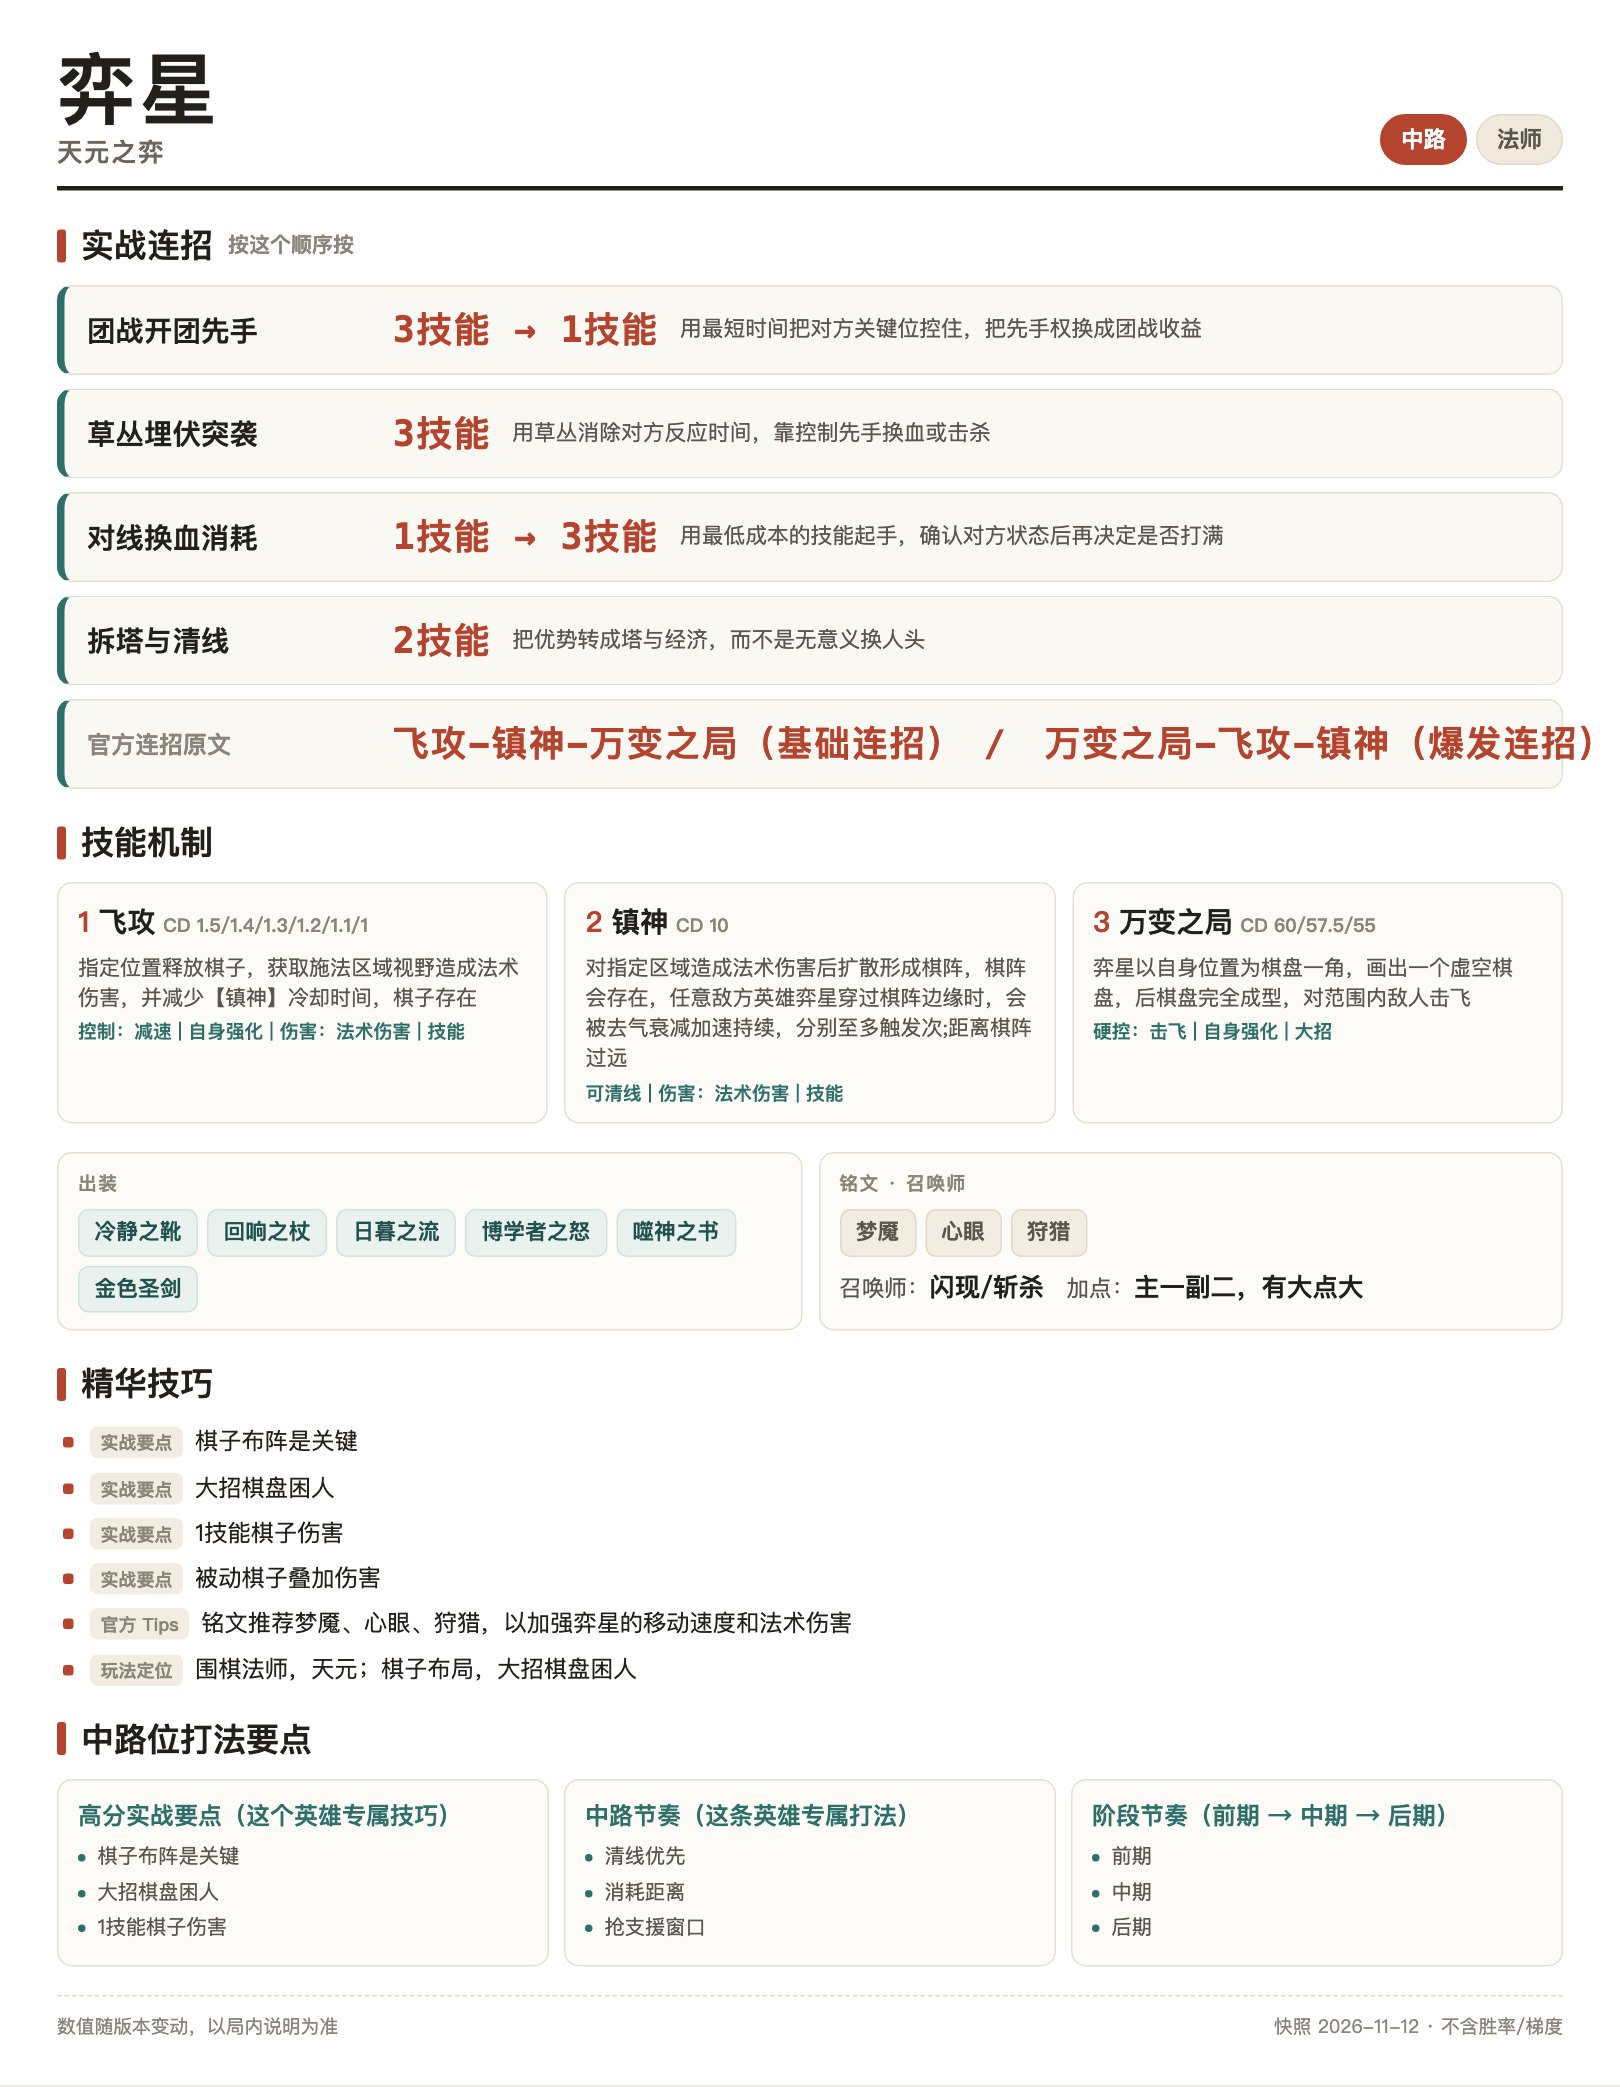 弈星
天元之弈
中路
法师
实战连招 按这个顺序按
团战开团先手 3技能 → 1技能 用最短时间把对方关键位控住，把先手权换成团战收益
草丛埋伏突袭 3技能 用草丛消除对方反应时间，靠控制先手换血或击杀
对线换血消耗 1技能 → 3技能 用最低成本的技能起手，确认对方状态后再决定是否打满
拆塔与清线 2技能 把优势转成塔与经济，而不是无意义换人头
官方连招原文 飞攻-镇神-万变之局（基础连招） / 万变之局-飞攻-镇神（爆发连招）
技能机制
1 飞攻 CD 1.5/1.4/1.3/1.2/1.1/1
指定位置释放棋子，获取施法区域视野造成法术
伤害，并减少【镇神】冷却时间，棋子存在
控制：减速 | 自身强化 | 伤害：法术伤害 | 技能
2 镇神 CD 10
对指定区域造成法术伤害后扩散形成棋阵，棋阵
会存在，任意敌方英雄弈星穿过棋阵边缘时，会
被去气衰减加速持续，分别至多触发次;距离棋阵
过远
可清线 | 伤害：法术伤害 | 技能
3 万变之局 CD 60/57.5/55
弈星以自身位置为棋盘一角，画出一个虚空棋
盘，后棋盘完全成型，对范围内敌人击飞
硬控：击飞 | 自身强化 | 大招
出装
冷静之靴 回响之杖 日暮之流 博学者之怒 噬神之书
金色圣剑
铭文 · 召唤师
梦魇 心眼 狩猎
召唤师：闪现/斩杀 加点：主一副二，有大点大
精华技巧
实战要点 棋子布阵是关键
实战要点 大招棋盘困人
实战要点 1技能棋子伤害
实战要点 被动棋子叠加伤害
官方 Tips 铭文推荐梦魇、心眼、狩猎，以加强弈星的移动速度和法术伤害
玩法定位 围棋法师，天元；棋子布局，大招棋盘困人
中路位打法要点
高分实战要点（这个英雄专属技巧）
棋子布阵是关键
大招棋盘困人
1技能棋子伤害
中路节奏（这条英雄专属打法）
清线优先
消耗距离
抢支援窗口
阶段节奏（前期 → 中期 → 后期）
前期
中期
后期
数值随版本变动，以局内说明为准
快照 2026-11-12 · 不含胜率/梯度